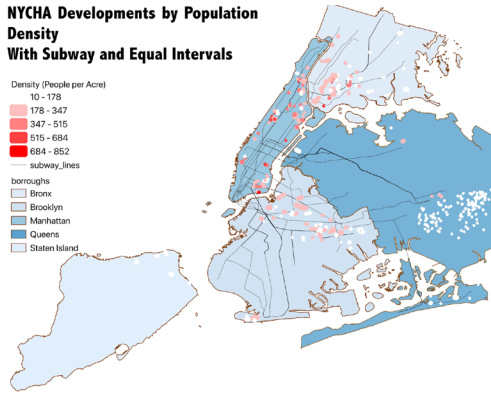 NYCHA Developments by Population
Density
With Subway and Equal Intervals
Density (People per Acre)
10 - 178
178 - 347
347 - 515
515 - 684
684 - 852
subway_lines
borroughs
Bronx
Brooklyn
Manhattan
Queens
Staten Island